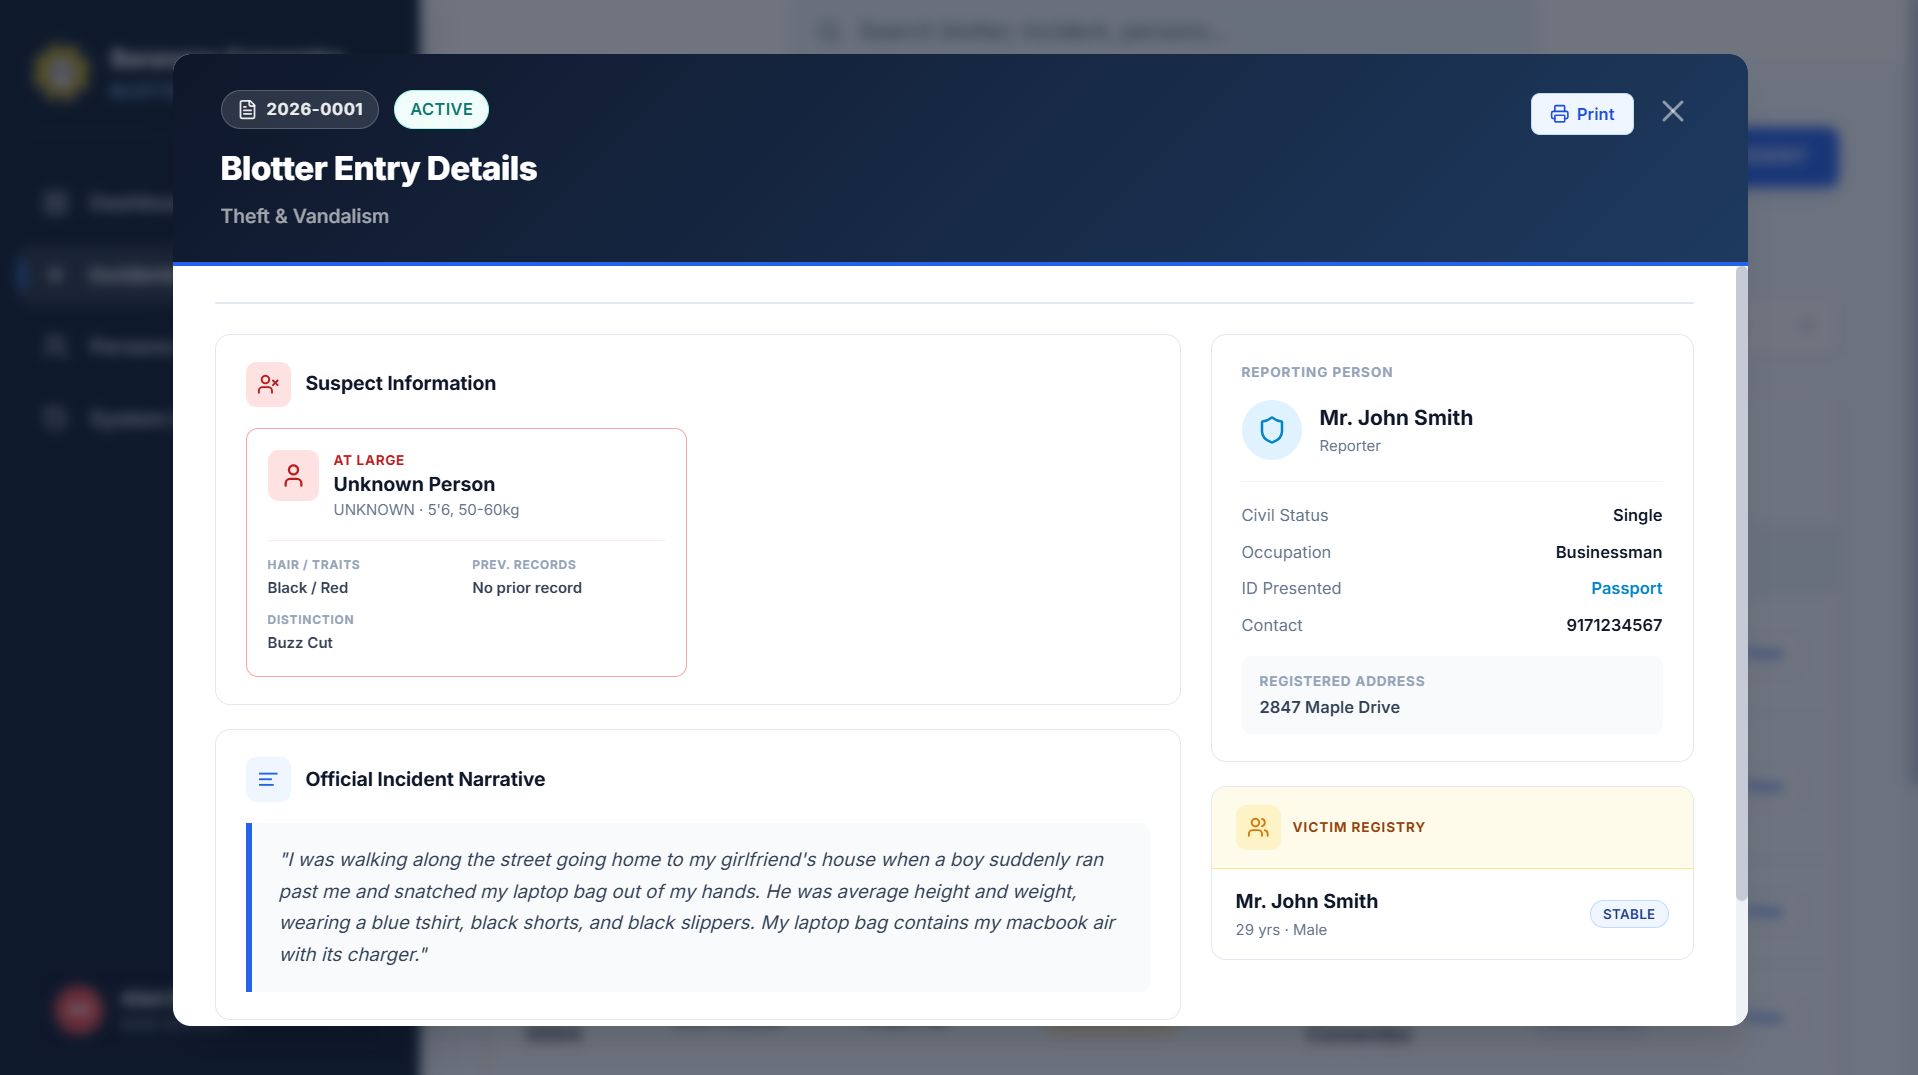 2026-0001
ACTIVE
Print
Blotter Entry Details
Theft & Vandalism
Suspect Information
AT LARGE
Unknown Person
UNKNOWN · 5'6, 50-60kg
HAIR / TRAITS
Black / Red
PREV. RECORDS
No prior record
DISTINCTION
Buzz Cut
Official Incident Narrative
"I was walking along the street going home to my girlfriend's house when a boy suddenly ran
past me and snatched my laptop bag out of my hands. He was average height and weight,
wearing a blue tshirt, black shorts, and black slippers. My laptop bag contains my macbook air
with its charger."
REPORTING PERSON
Mr. John Smith
Reporter
Civil Status Single
Occupation Businessman
ID Presented Passport
Contact 9171234567
REGISTERED ADDRESS
2847 Maple Drive
VICTIM REGISTRY
Mr. John Smith
29 yrs · Male
STABLE